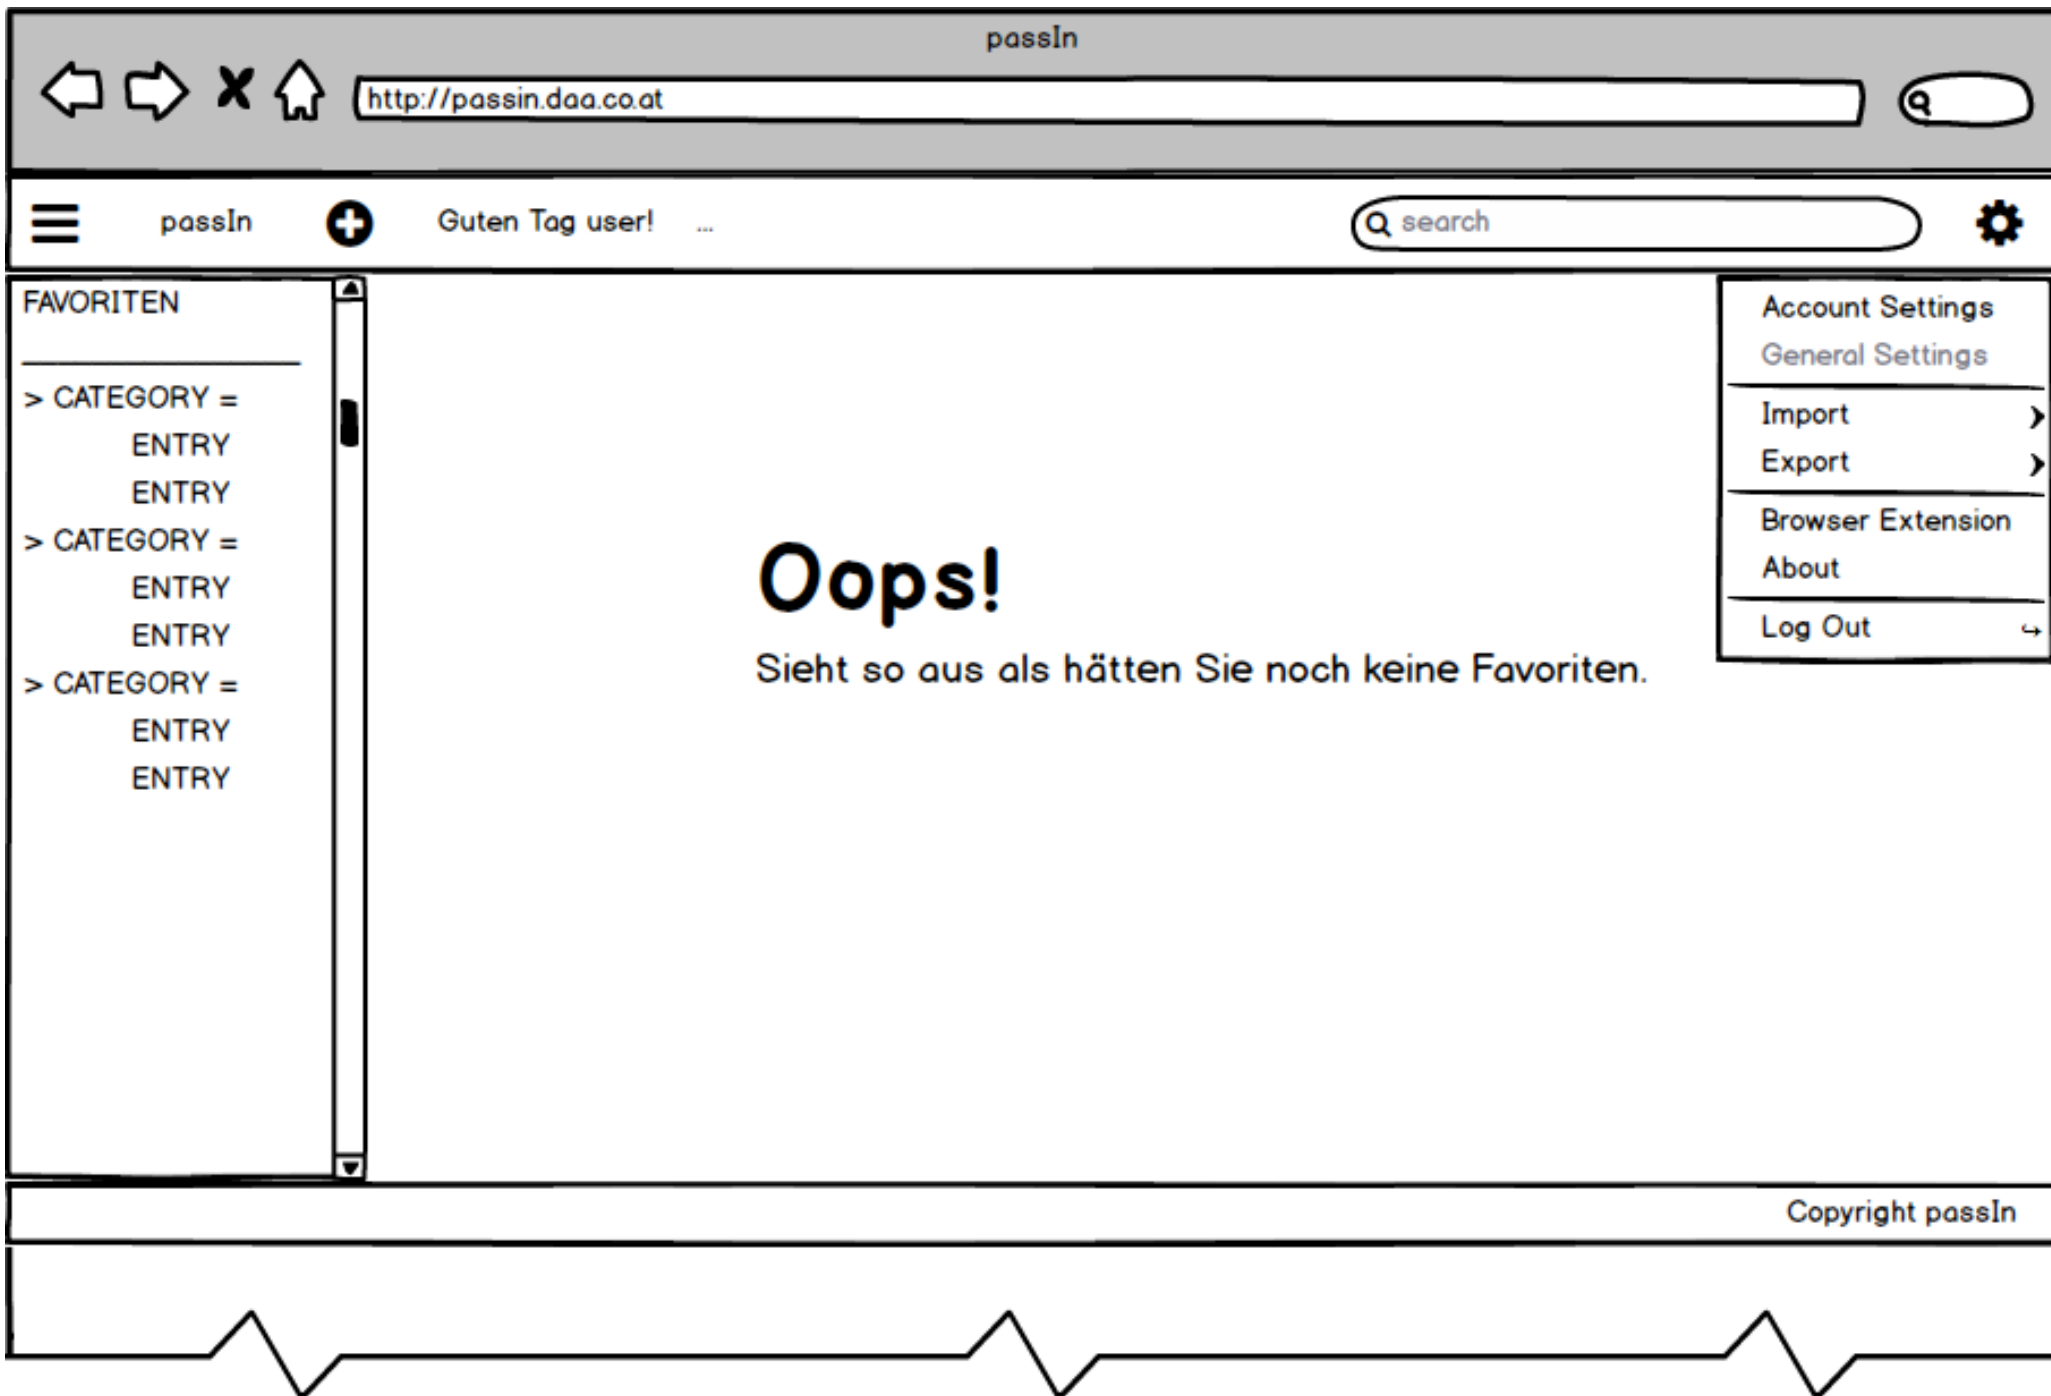 passIn
http://passin.daa.co.at
passIn Guten Tag user! ... search
FAVORITEN
> CATEGORY =
ENTRY
ENTRY
> CATEGORY =
ENTRY
ENTRY
> CATEGORY =
ENTRY
ENTRY
Oops!
Sieht so aus als hätten Sie noch keine Favoriten.
Account Settings
General Settings
Import
Export
Browser Extension
About
Log Out
Copyright passIn